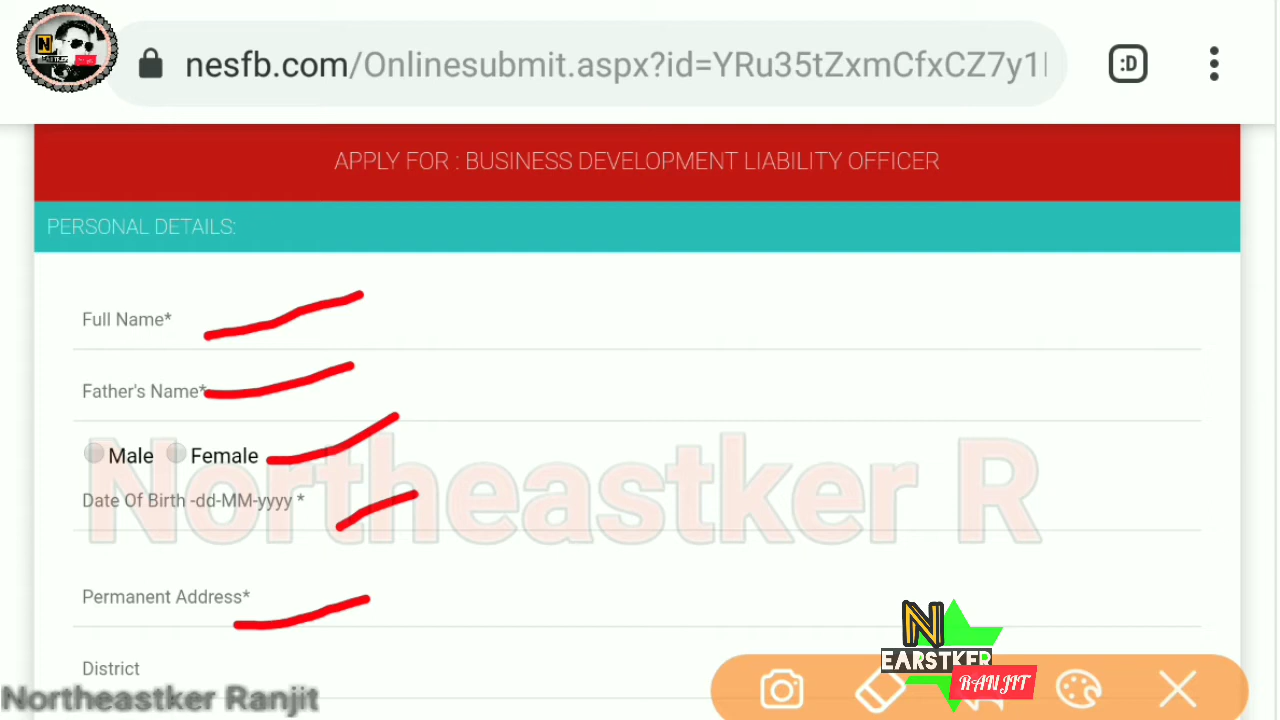 N
:D
nesfb.com/Onlinesubmit.aspx?id=YRu35tZxmCfxCZ7y1
APPLY FOR : BUSINESS DEVELOPMENT LIABILITY OFFICER
PERSONAL DETAILS:
Full Name*
Father's Name*
Male Female
Date Of Birth -dd-MM-yyyy *
Northeastker R
Permanent Address*
District
N
EARSTKER
RANJIT
Northeastker Ranjit